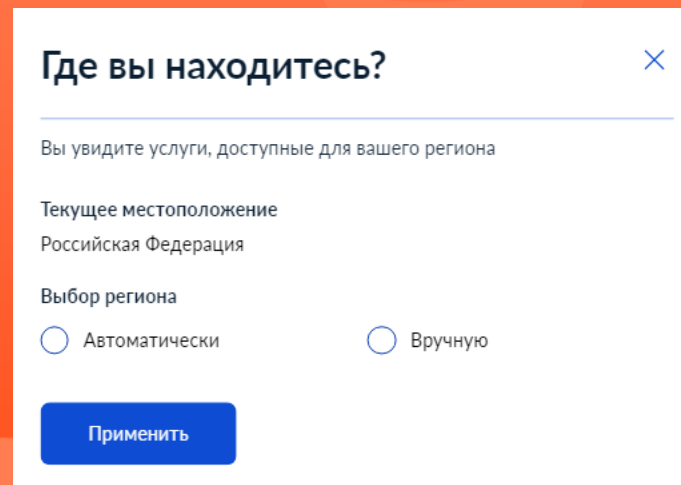 Где вы находитесь?
Вы увидите услуги, доступные для вашего региона
Текущее местоположение
Российская Федерация
Выбор региона
Автоматически
Вручную
Применить